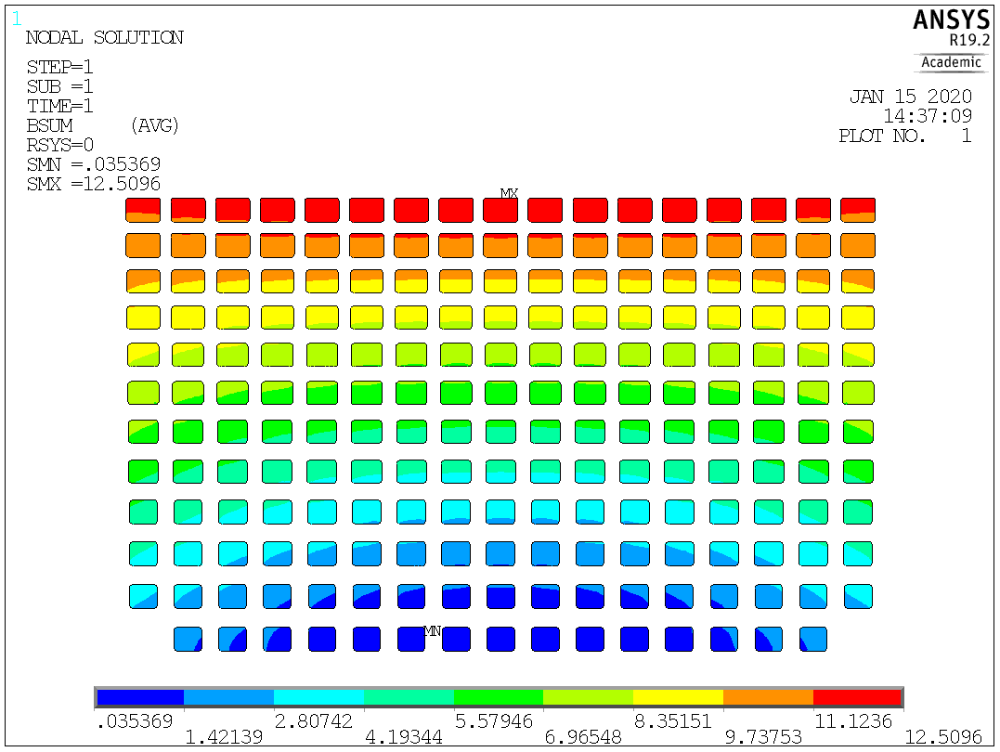 1
NODAL SOLUTION
STEP=1
SUB =1
TIME=1
BSUM (AVG)
RSYS=0
SMN =.035369
SMX =12.5096
ANSYS
R19.2
Academic
JAN 15 2020
14:37:09
PLOT NO. 1
MX
MN
.035369 2.80742 5.57946 8.35151 11.1236
1.42139 4.19344 6.96548 9.73753 12.5096